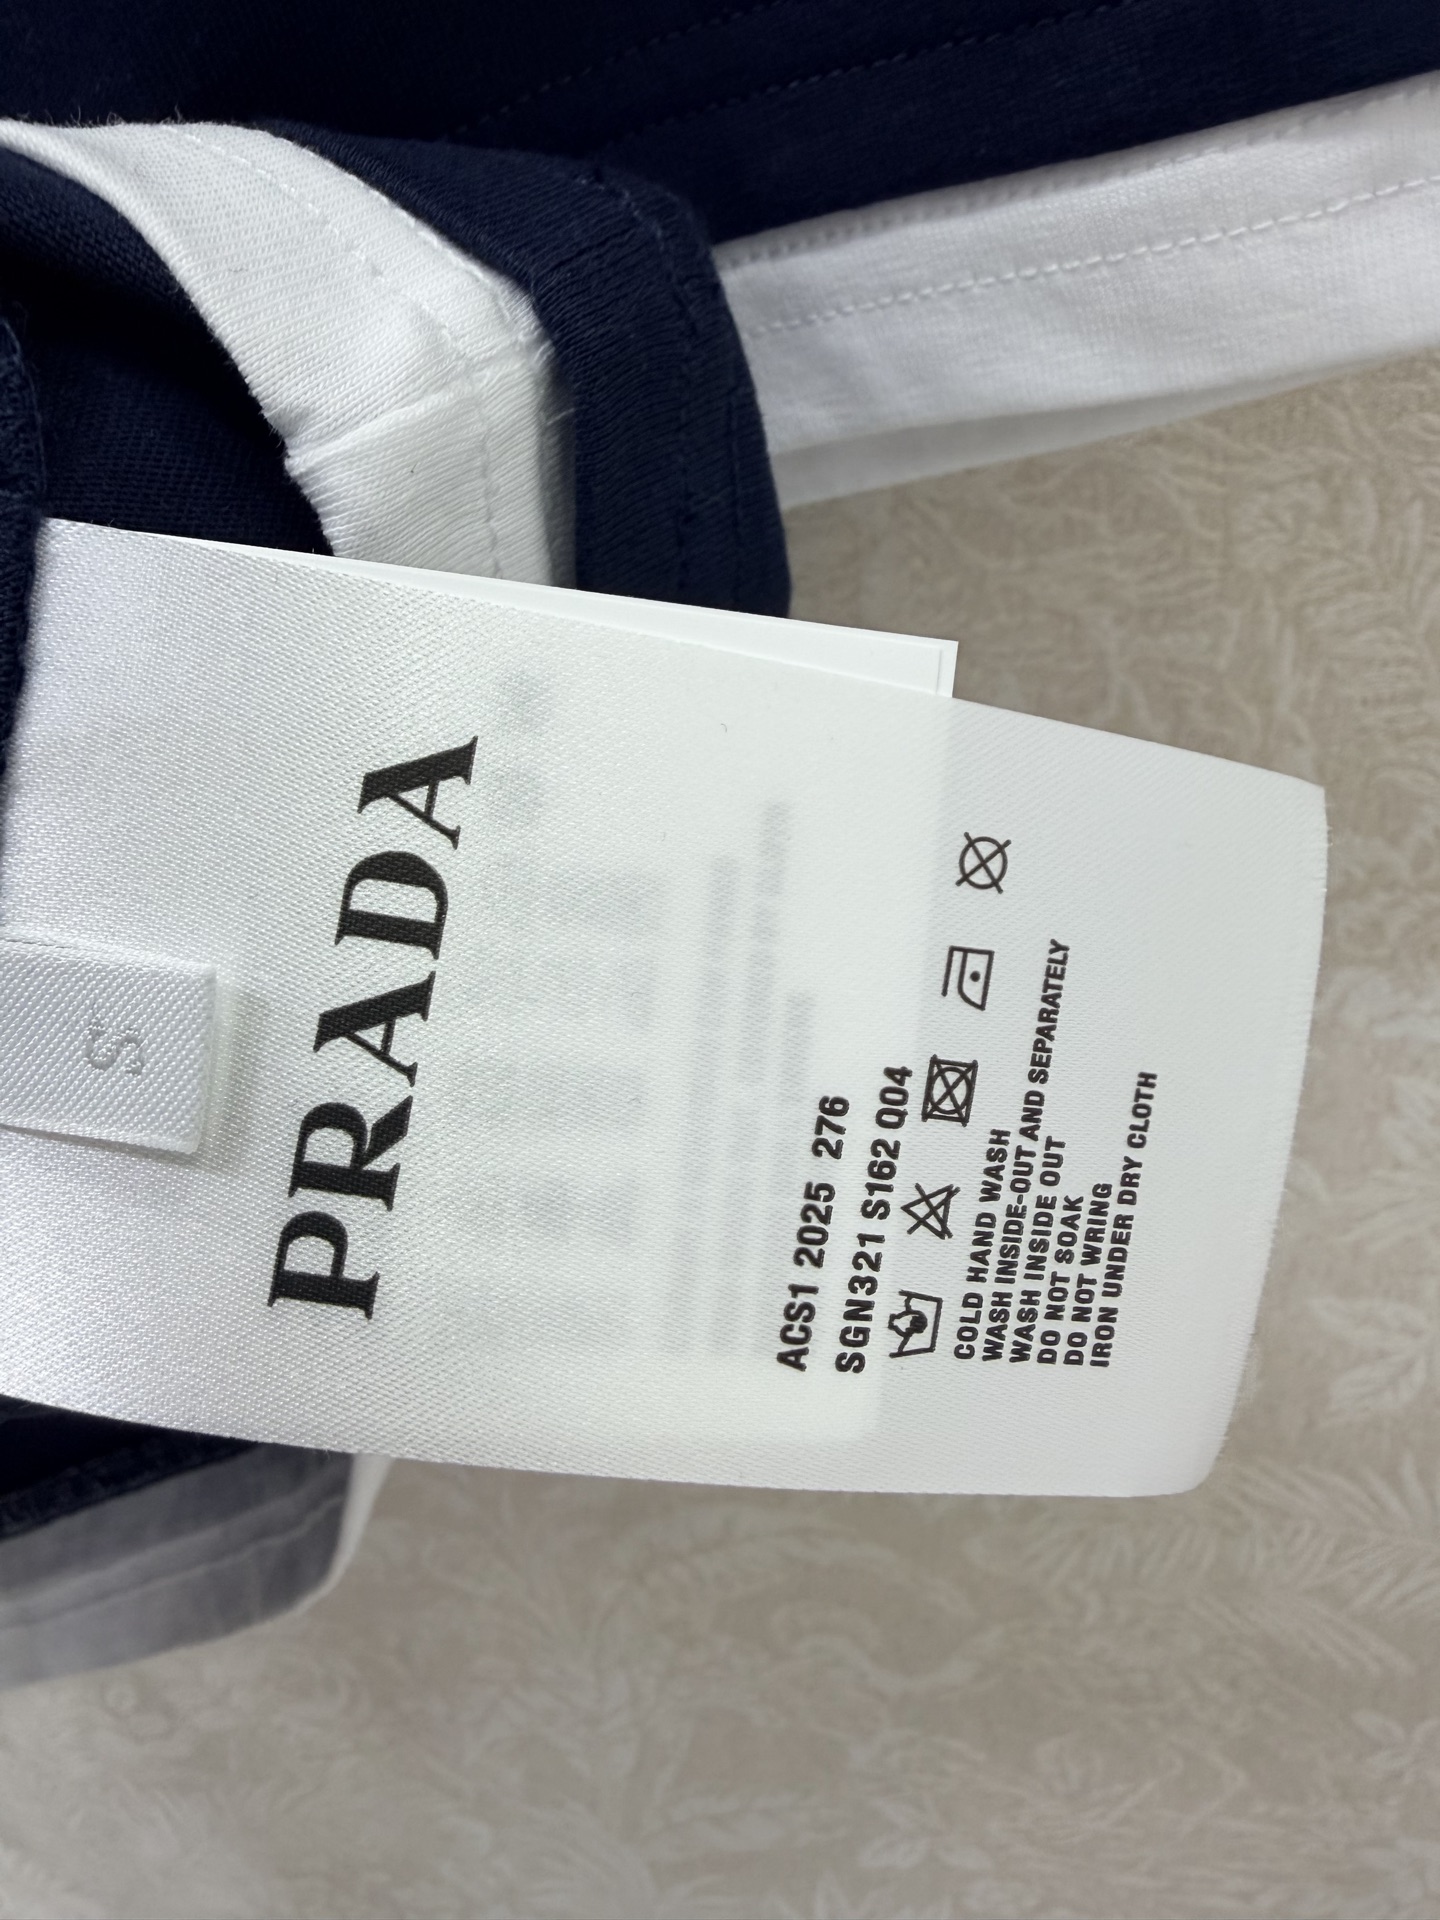 S
PRADA
ACS1 2025 276
SGN321 S162 Q04
COLD HAND WASH
WASH INSIDE-OUT AND SEPARATELY
WASH INSIDE OUT
DO NOT SOAK
DO NOT WRING
IRON UNDER DRY CLOTH